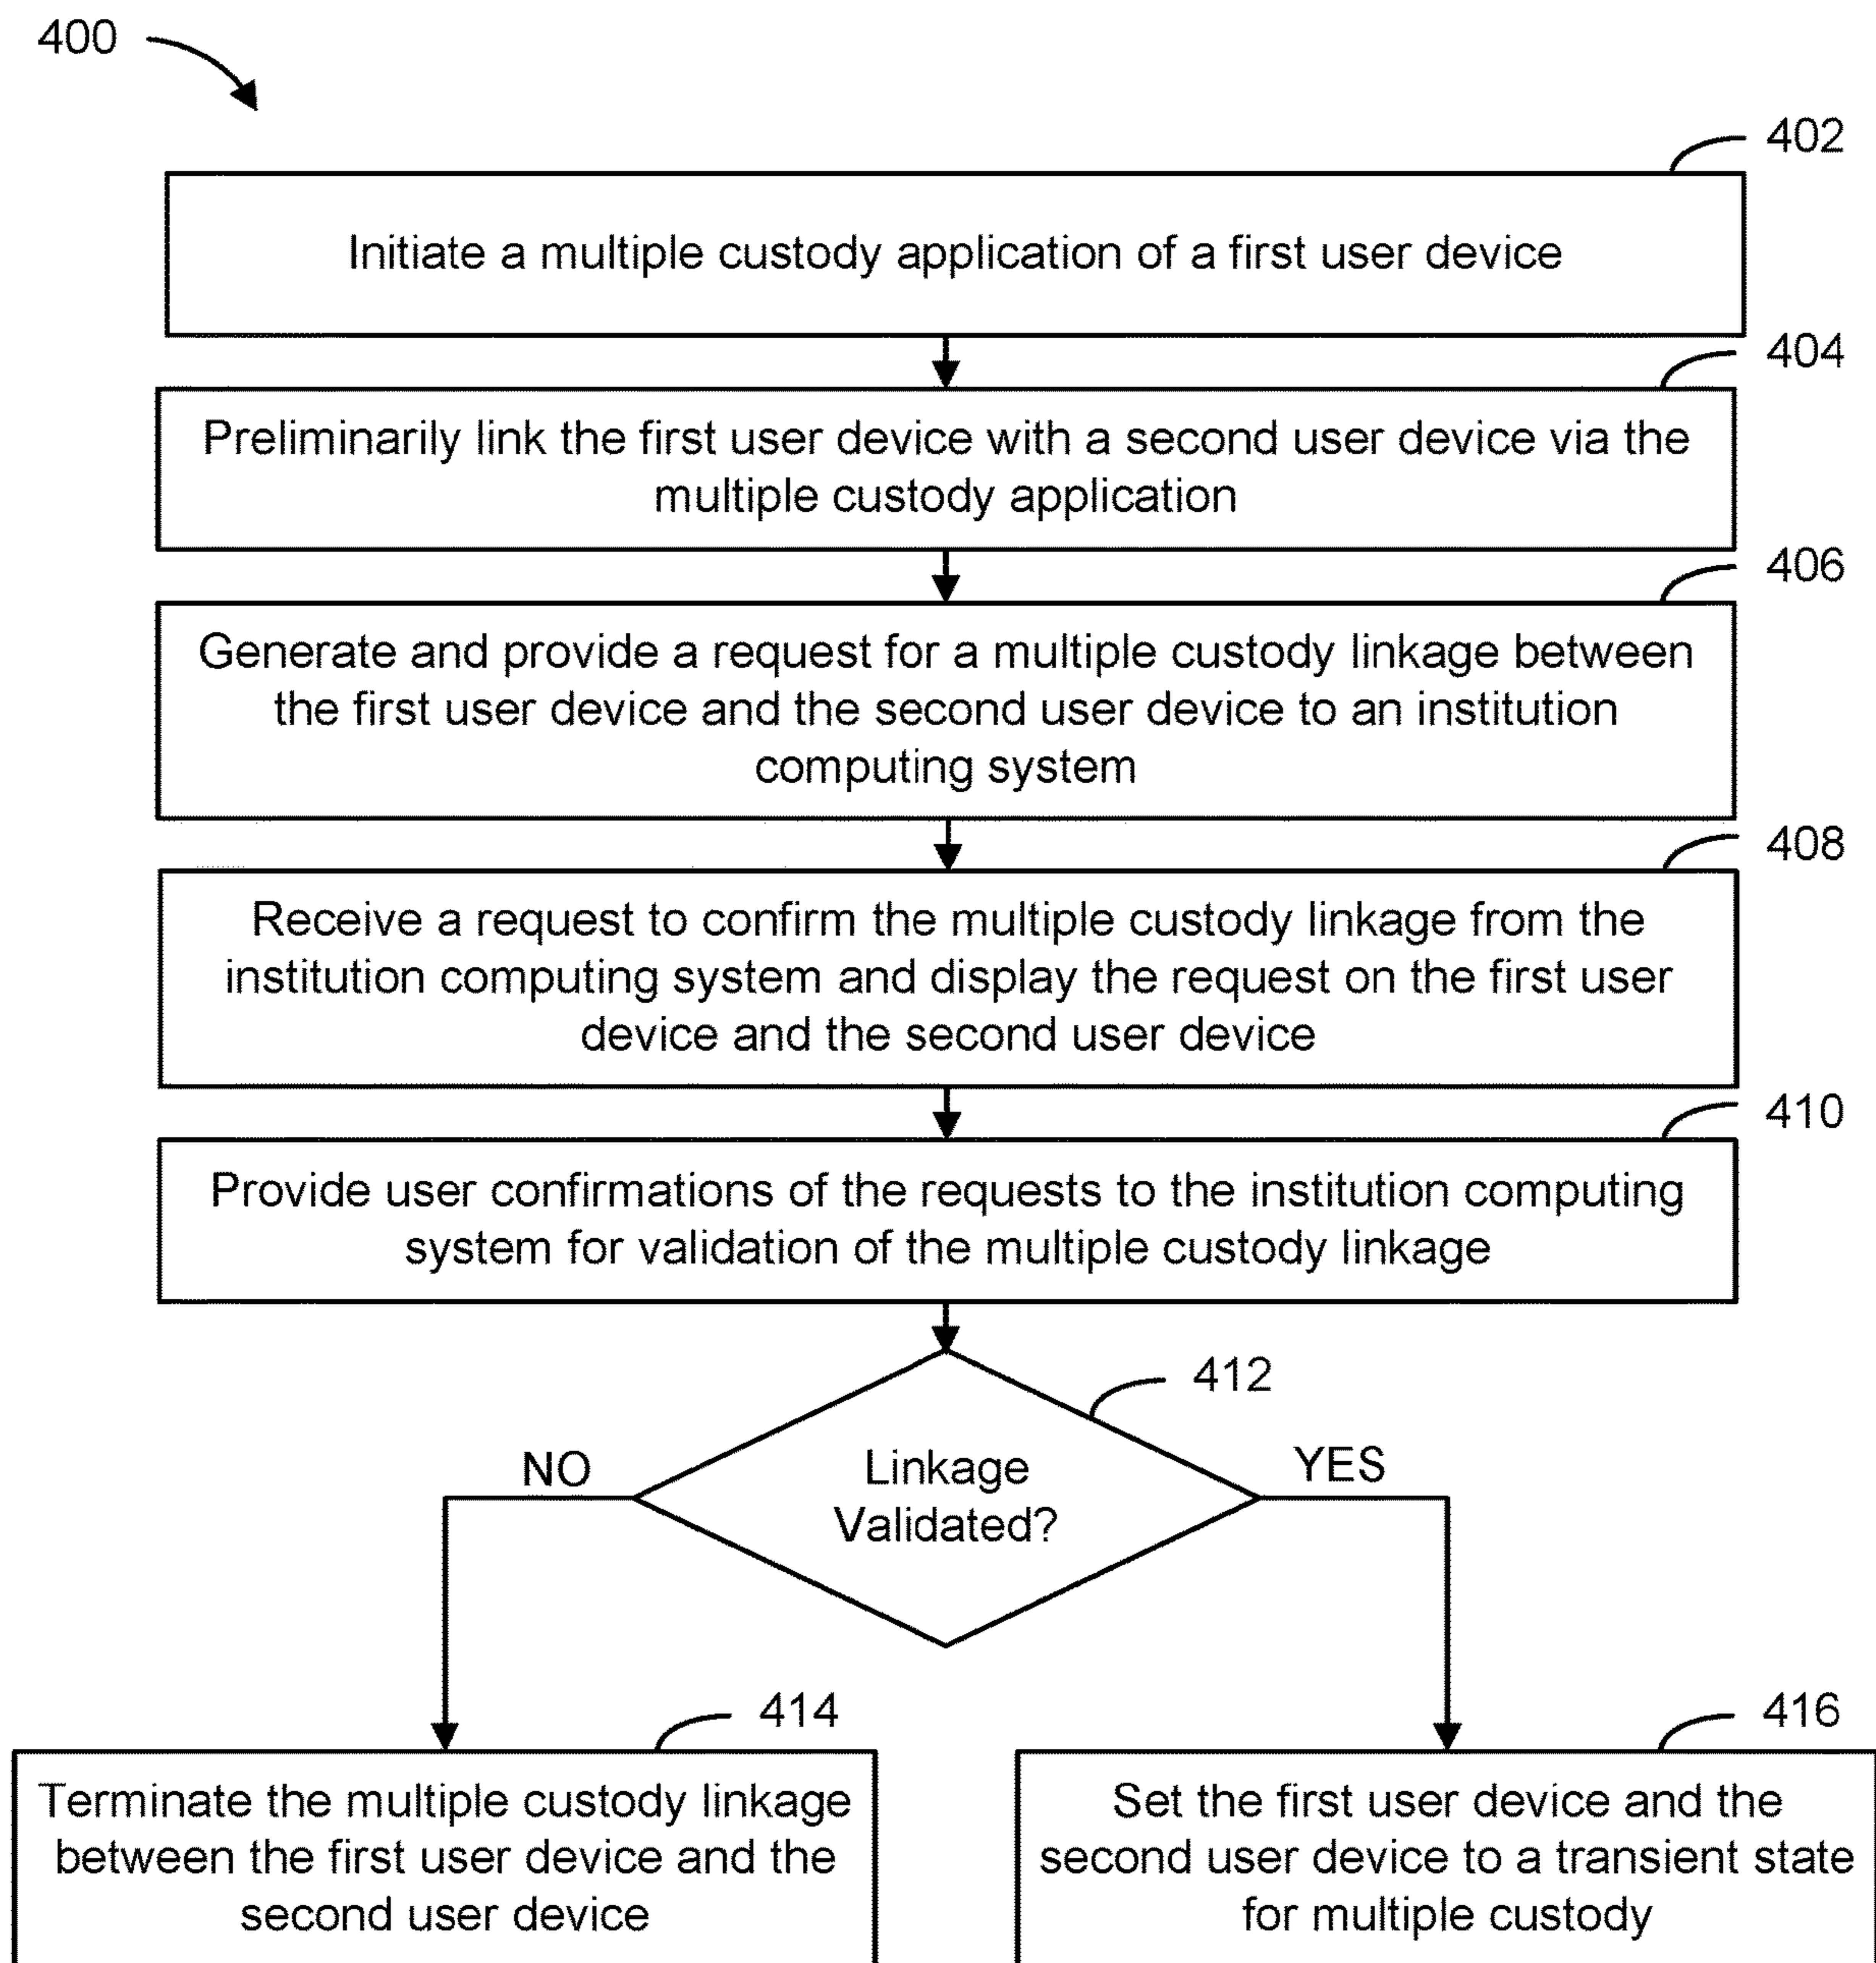 400
402
Initiate a multiple custody application of a first user device
404
Preliminarily link the first user device with a second user device via the
multiple custody application
406
Generate and provide a request for a multiple custody linkage between
the first user device and the second user device to an institution
computing system
408
Receive a request to confirm the multiple custody linkage from the
institution computing system and display the request on the first user
device and the second user device
410
Provide user confirmations of the requests to the institution computing
system for validation of the multiple custody linkage
412
NO
Linkage
Validated?
YES
414
Terminate the multiple custody linkage
between the first user device and the
second user device
416
Set the first user device and the
second user device to a transient state
for multiple custody